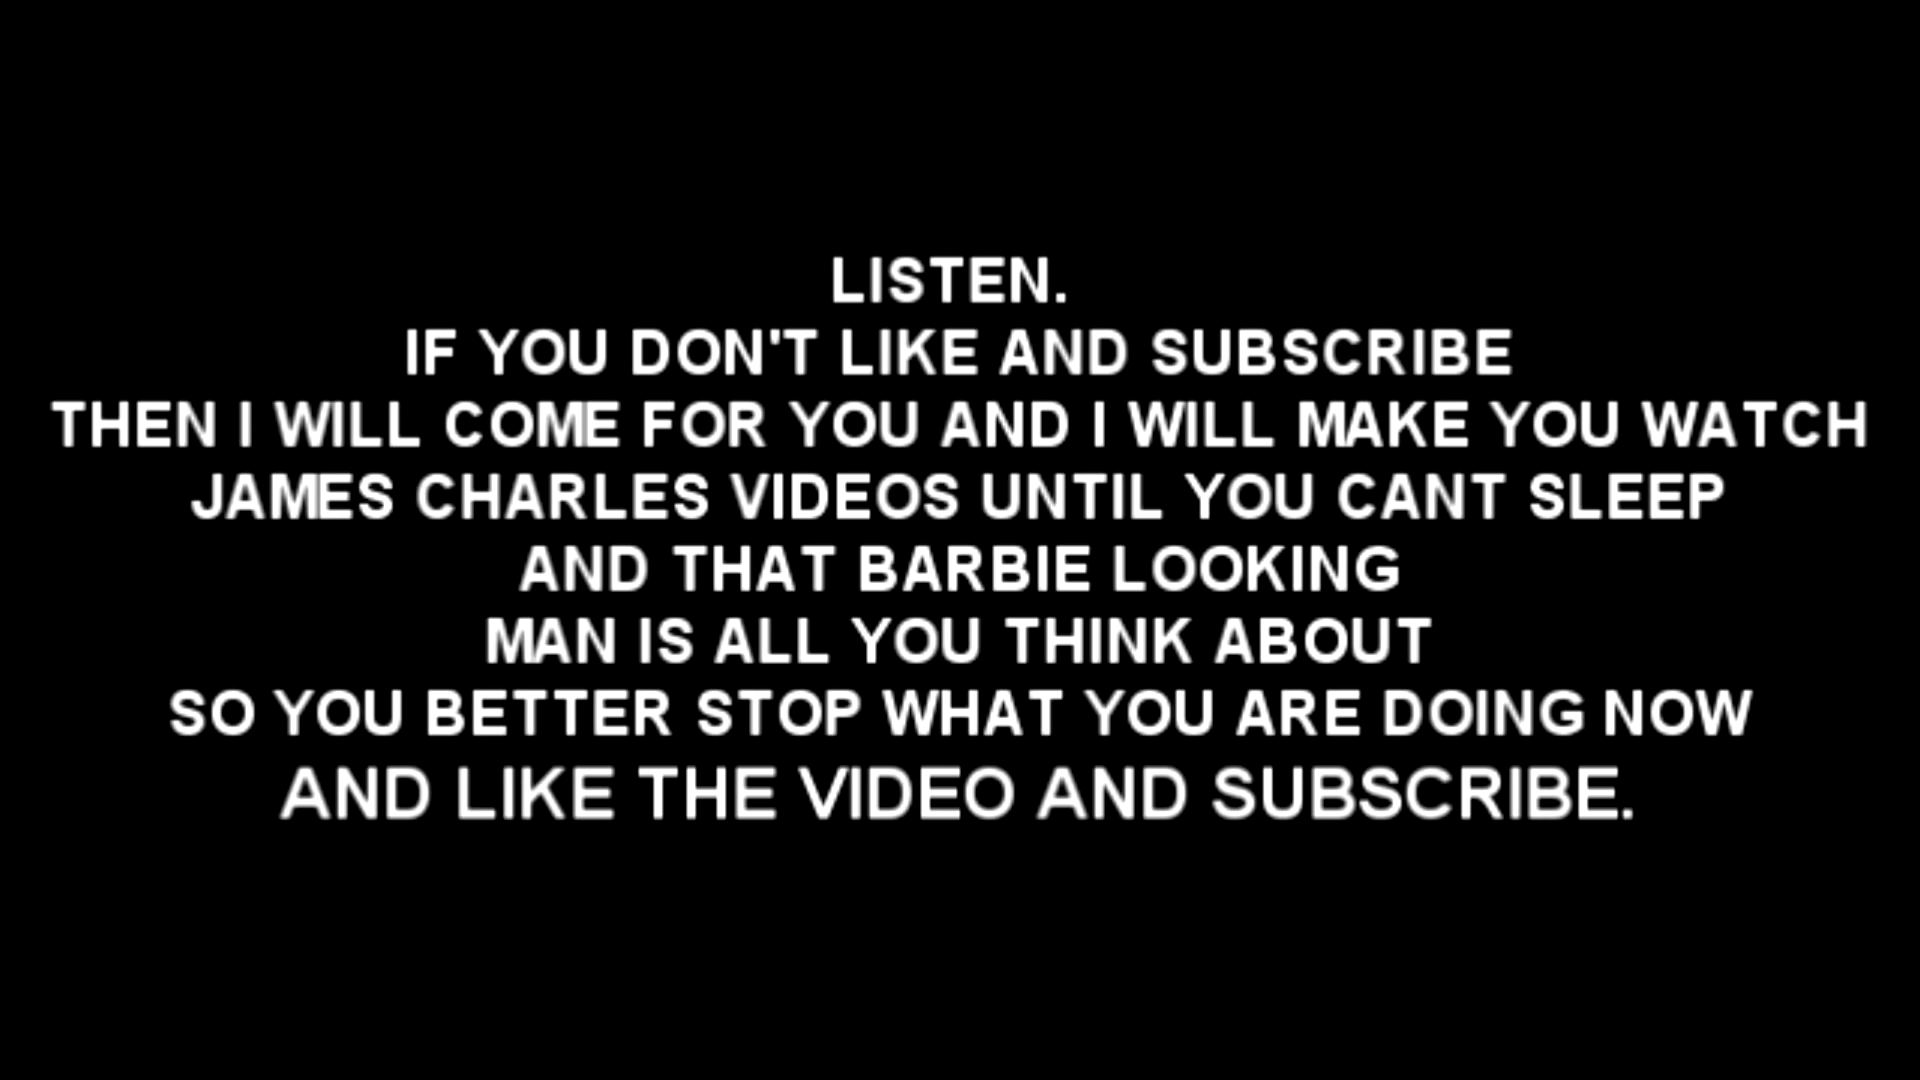 LISTEN.
IF YOU DON'T LIKE AND SUBSCRIBE
THEN I WILL COME FOR YOU AND I WILL MAKE YOU WATCH
JAMES CHARLES VIDEOS UNTIL YOU CANT SLEEP
AND THAT BARBIE LOOKING
MAN IS ALL YOU THINK ABOUT
SO YOU BETTER STOP WHAT YOU ARE DOING NOW
AND LIKE THE VIDEO AND SUBSCRIBE.